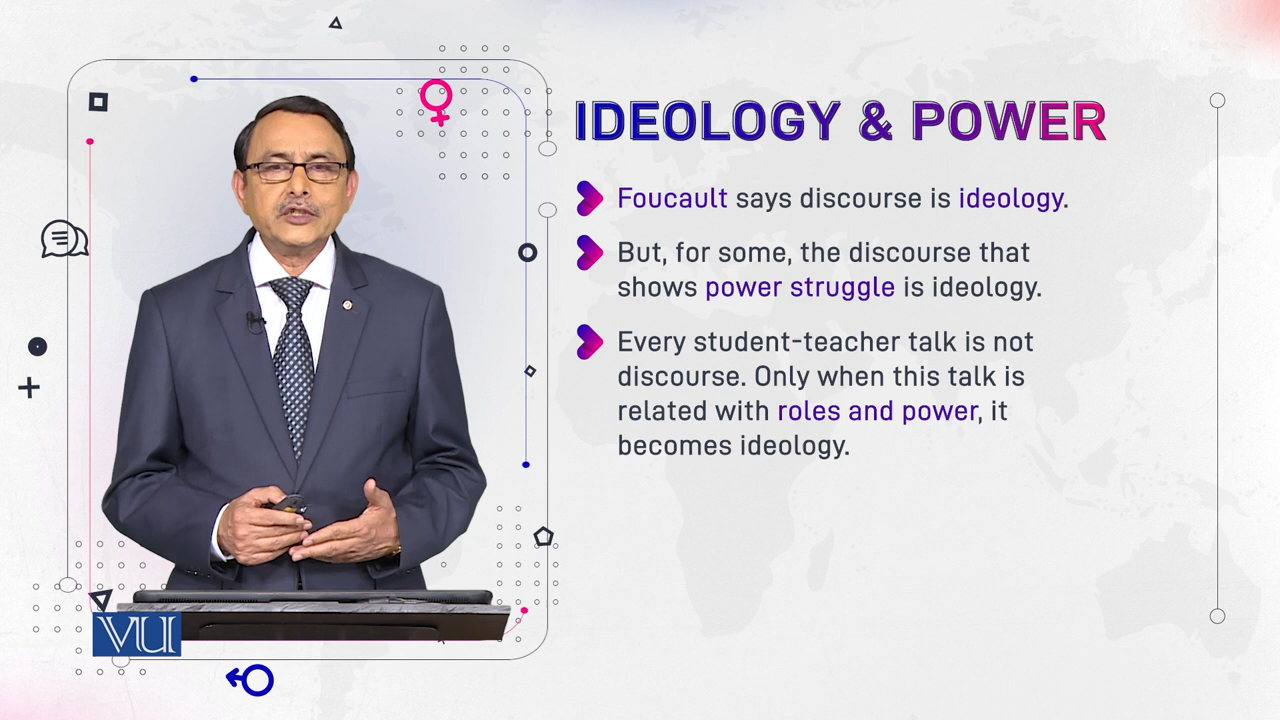 IDEOLOGY & POWER
Foucault says discourse is ideology.
But, for some, the discourse that
shows power struggle is ideology.
Every student-teacher talk is not
discourse. Only when this talk is
related with roles and power, it
becomes ideology.
VU